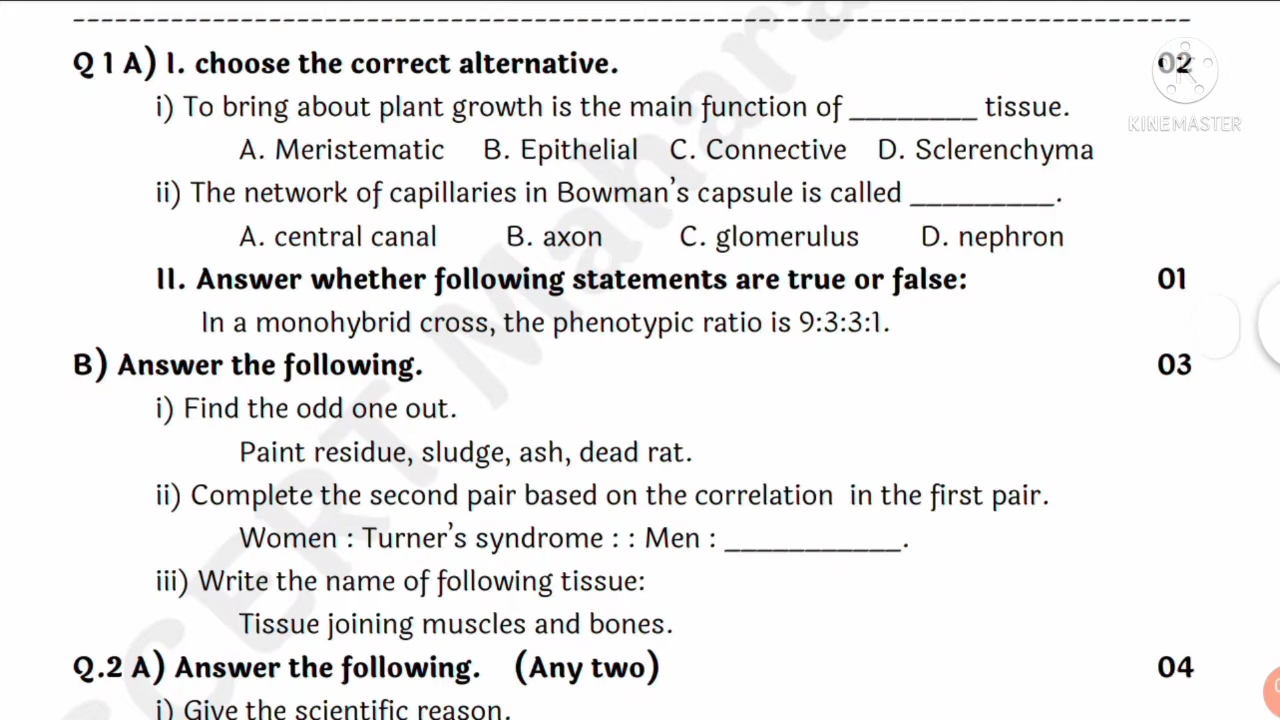 Q 1 A) I. choose the correct alternative. 02
KINEMASTER
i) To bring about plant growth is the main function of ________ tissue.
A. Meristematic B. Epithelial C. Connective D. Sclerenchyma
ii) The network of capillaries in Bowman's capsule is called _________.
A. central canal B. axon C. glomerulus D. nephron
II. Answer whether following statements are true or false: 01
In a monohybrid cross, the phenotypic ratio is 9:3:3:1.
B) Answer the following. 03
i) Find the odd one out.
Paint residue, sludge, ash, dead rat.
ii) Complete the second pair based on the correlation in the first pair.
Women : Turner's syndrome : : Men : ___________.
iii) Write the name of following tissue:
Tissue joining muscles and bones.
Q.2 A) Answer the following. (Any two) 04
i) Give the scientific reason.